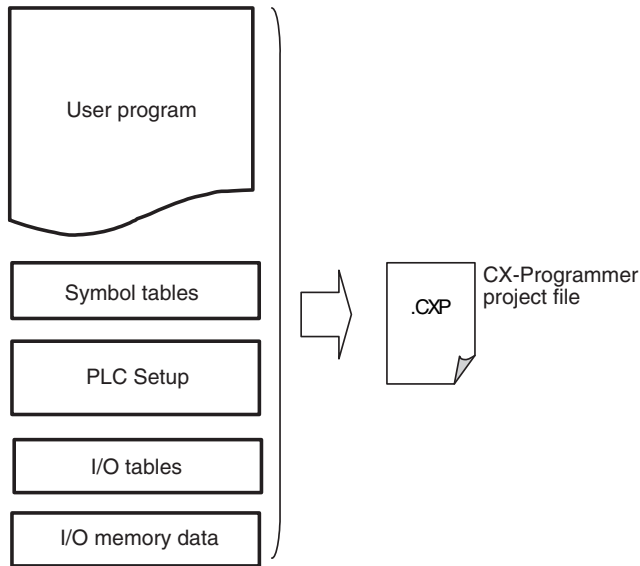 User program
Symbol tables
PLC Setup
I/O tables
I/O memory data
.CXP
CX-Programmer
project file